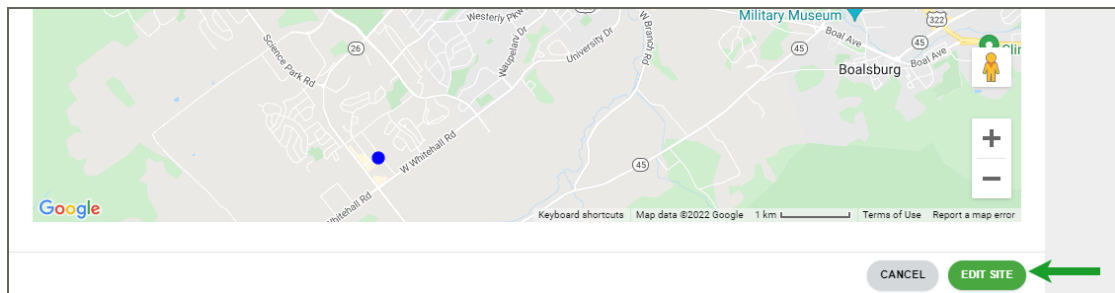 Westerly Pkwy
W Branch Rd
Military Museum
322
Science Park Rd
26
Waupelani Dr
University Dr
45
Boal Ave
45
Boal Ave
Boalsburg
W Whitehall Rd
45
+
Whitehall Rd
−
Google
Keyboard shortcuts Map data ©2022 Google 1 km Terms of Use Report a map error
CANCEL EDIT SITE